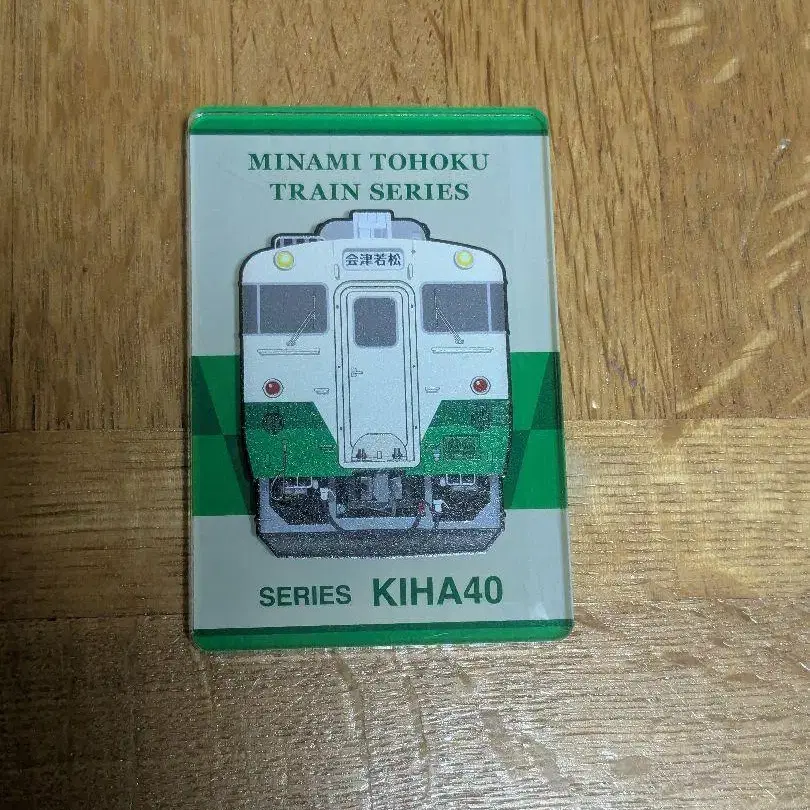 MINAMI TOHOKU
TRAIN SERIES
会津若松
SERIES KIHA40